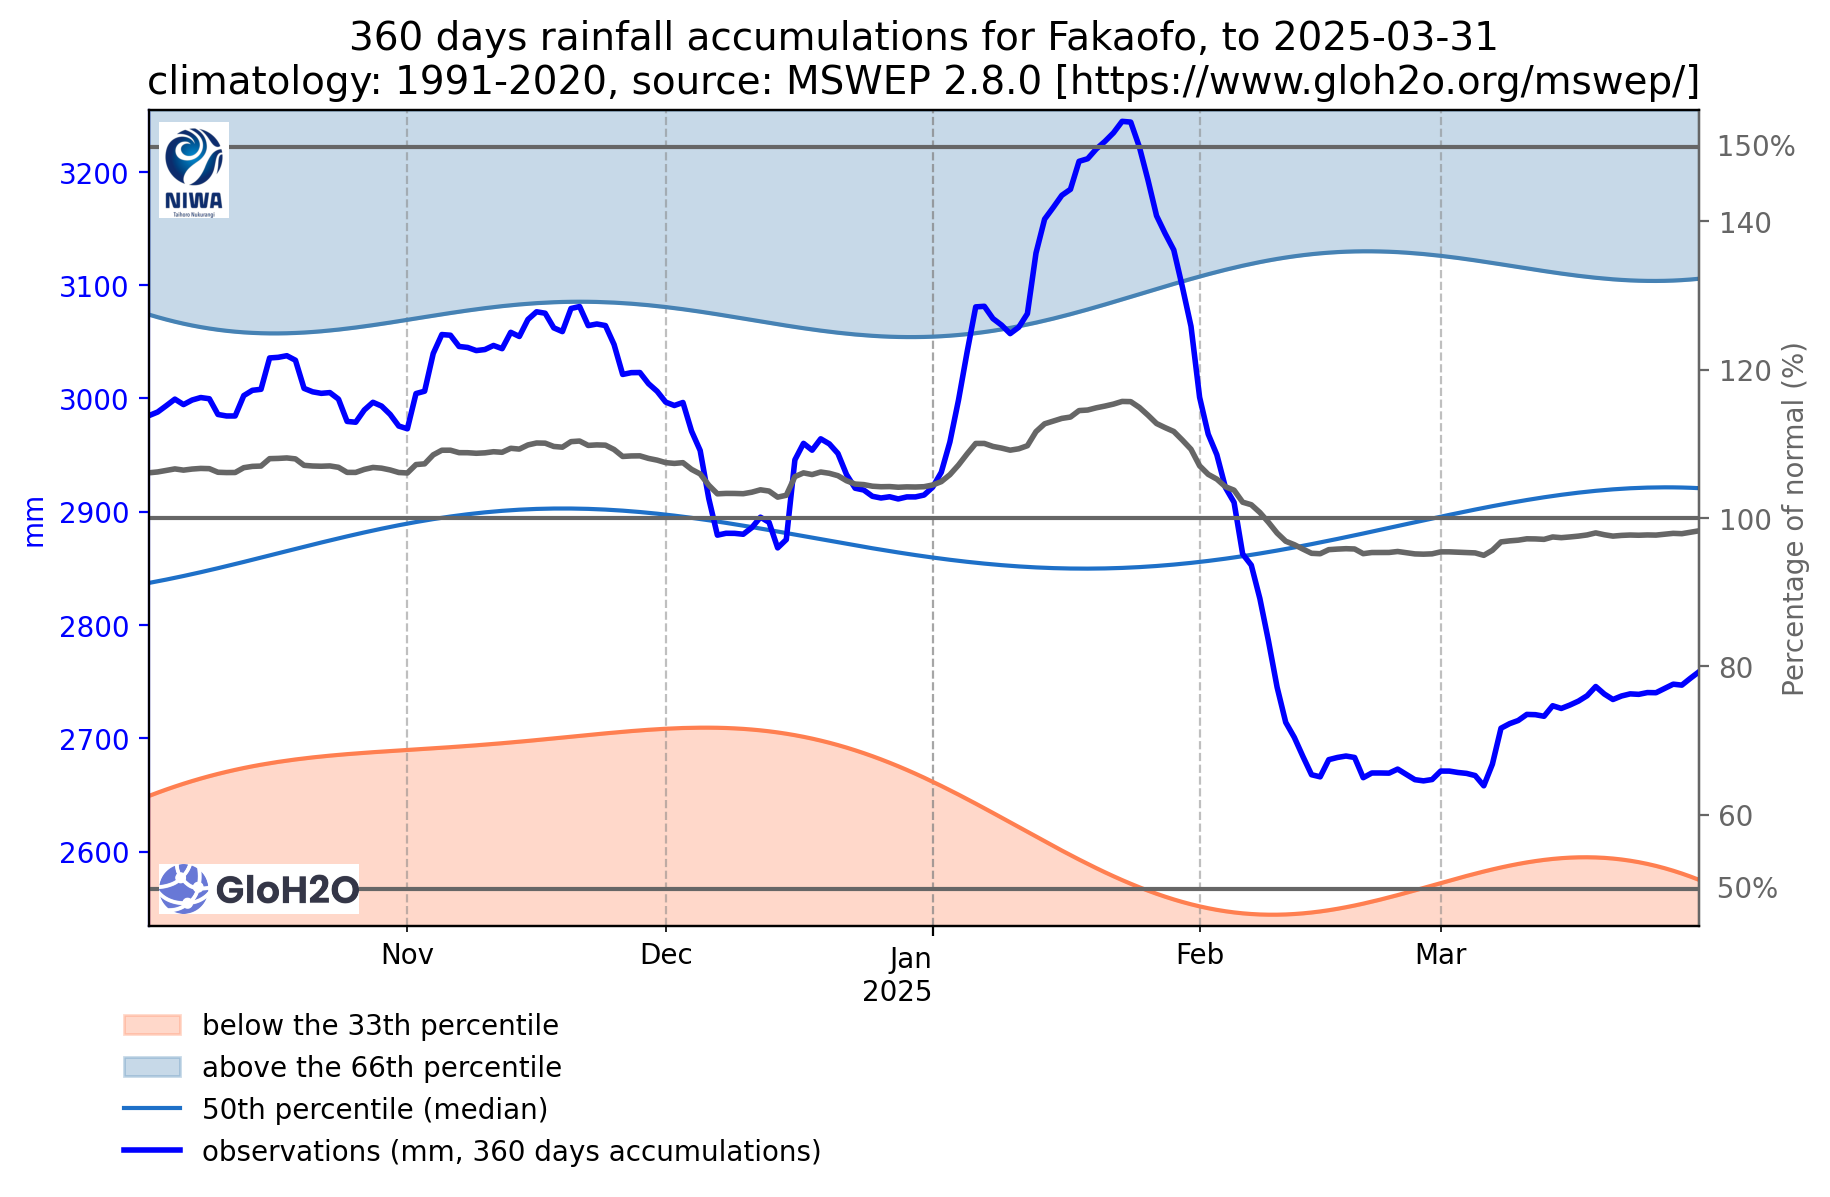 360 days rainfall accumulations for Fakaofo, to 2025-03-31
climatology: 1991-2020, source: MSWEP 2.8.0 [https://www.gloh2o.org/mswep/]
NIWA
Taihoro Nukurangi
3200
3100
3000
2900
2800
2700
2600
mm
150%
140
120
100
80
60
50%
Percentage of normal (%)
GloH2O
Nov
Dec
Jan
2025
Feb
Mar
below the 33th percentile
above the 66th percentile
50th percentile (median)
observations (mm, 360 days accumulations)